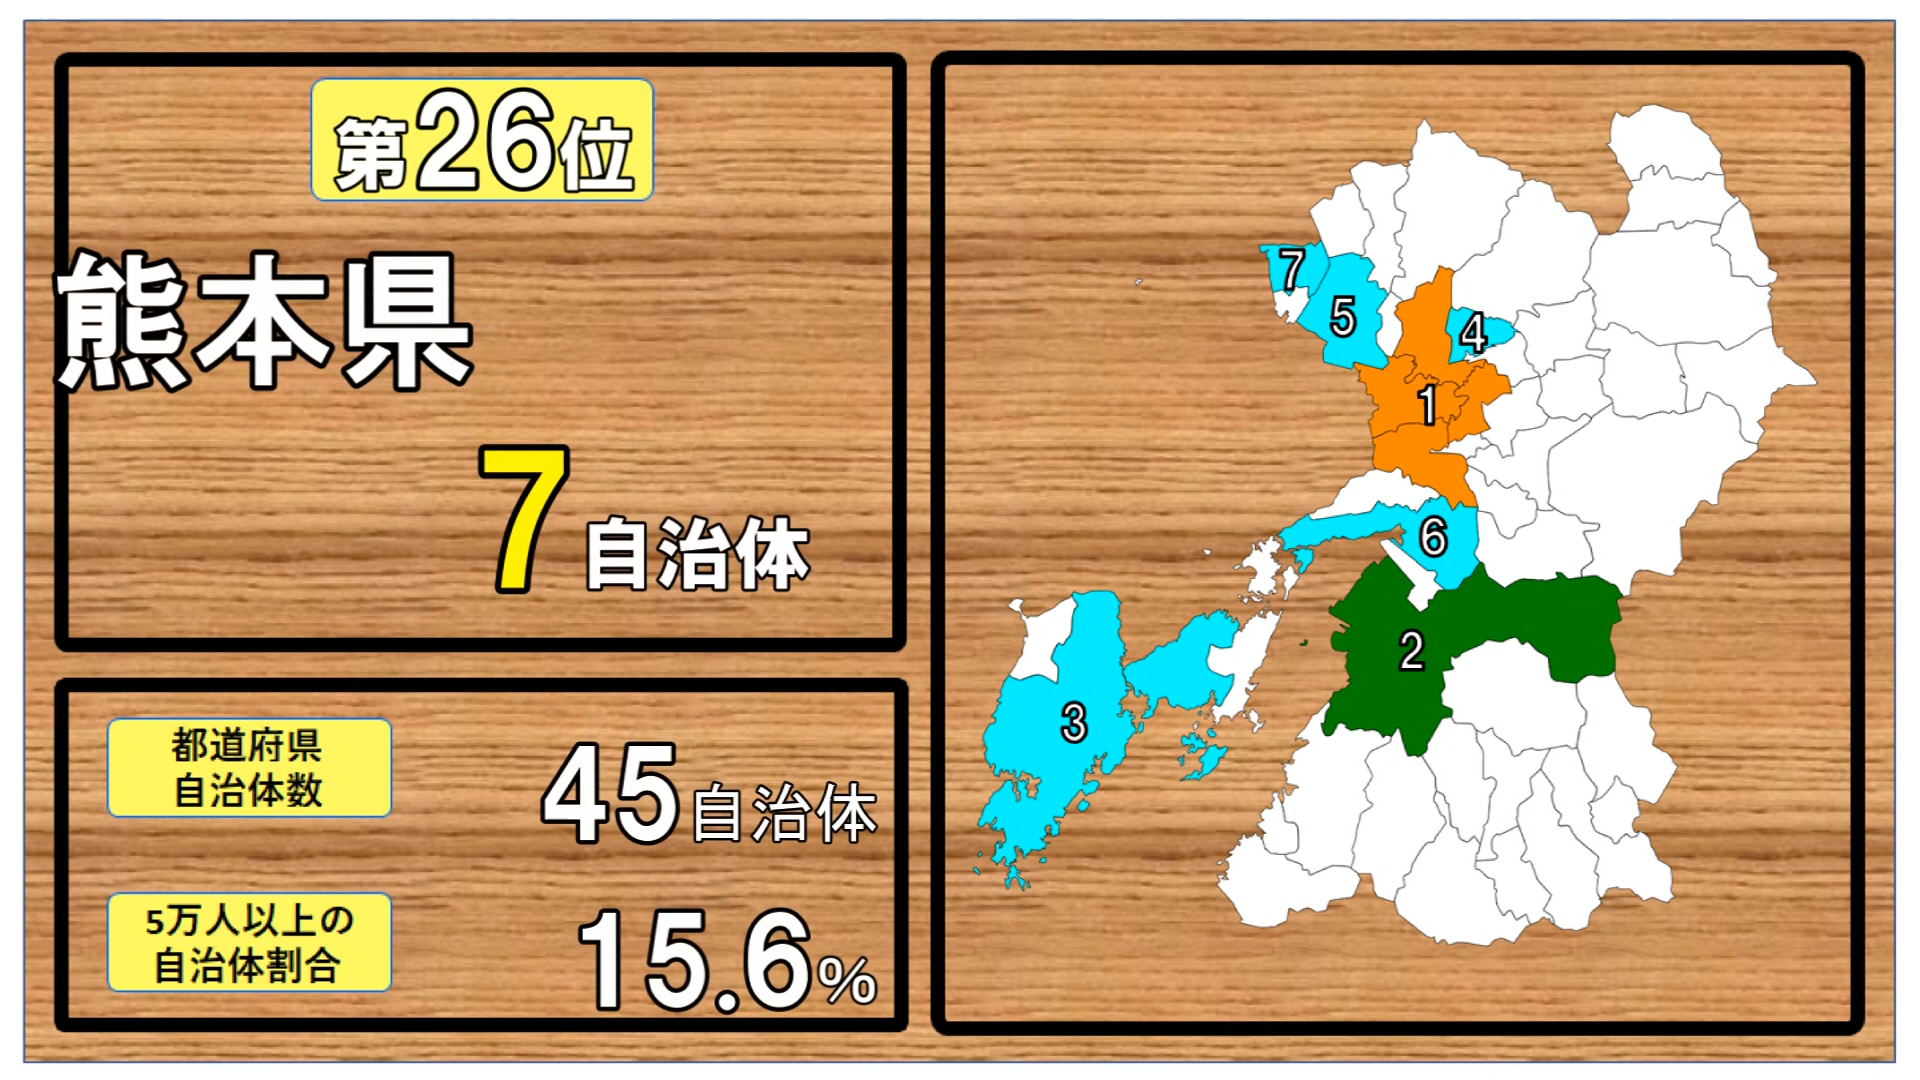 第26位
熊本県
7自治体
都道府県
自治体数
45自治体
5万人以上の
自治体割合
15.6%
7
5
4
1
6
2
3